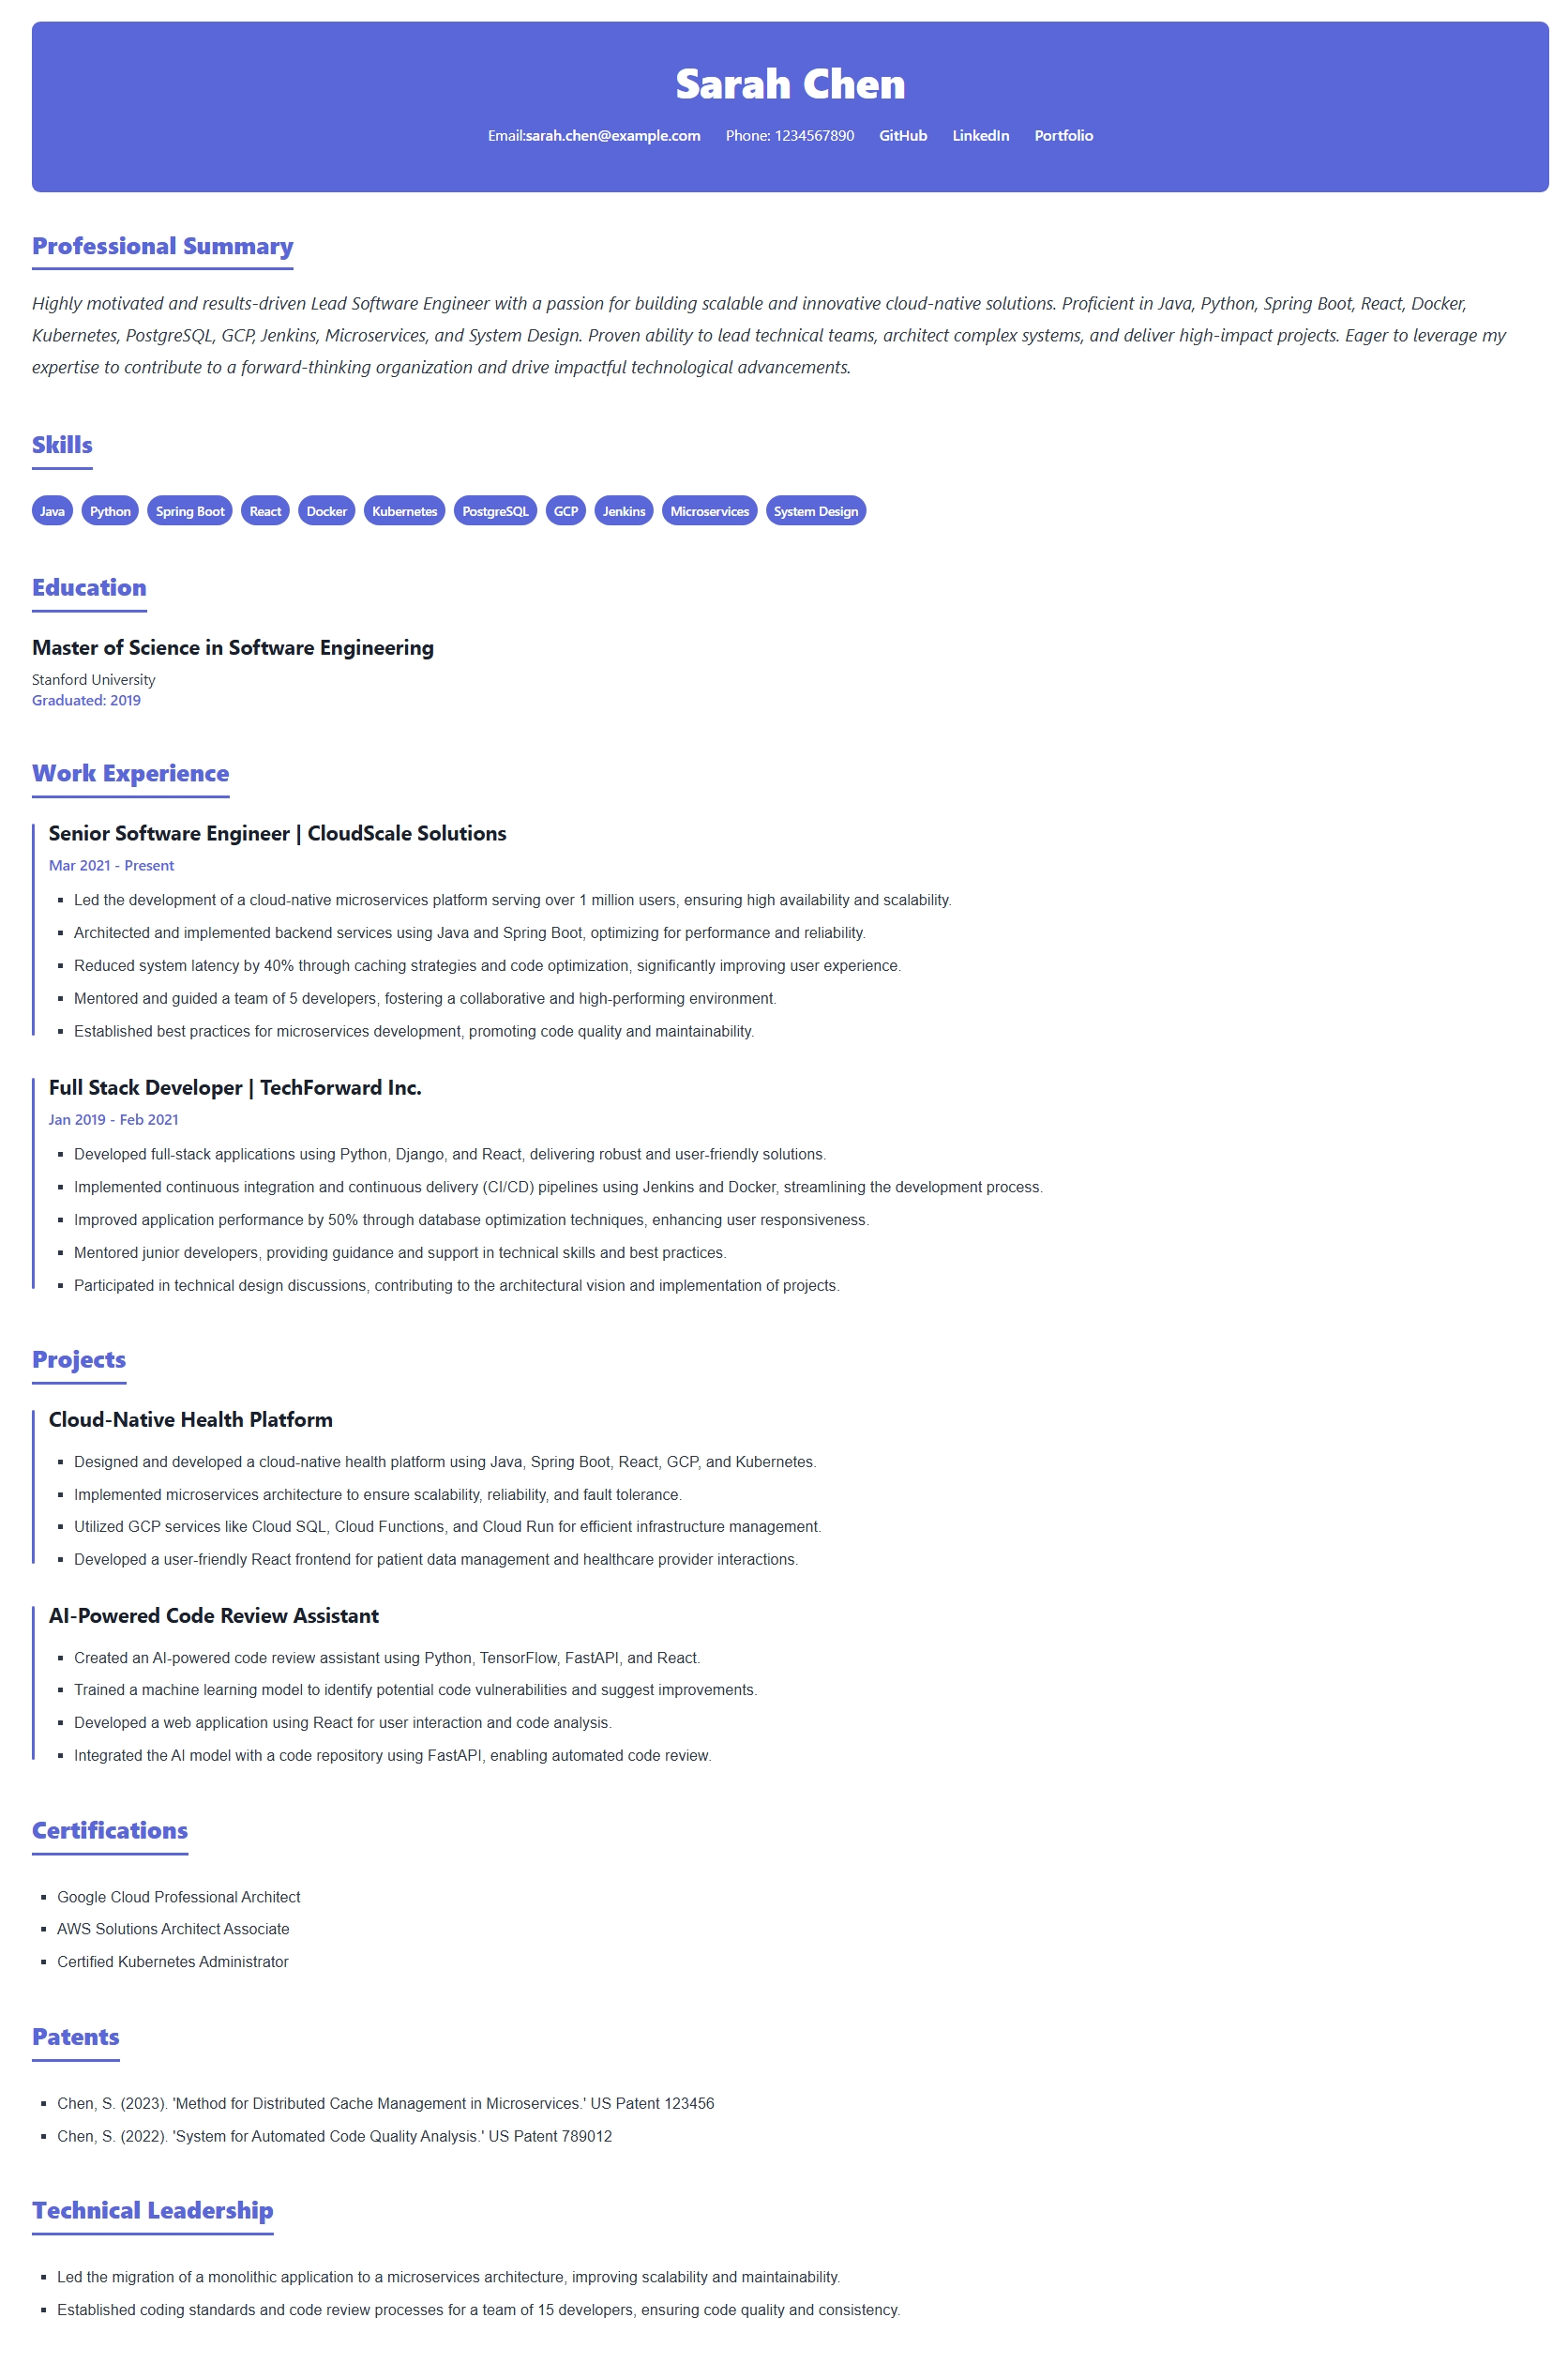 Sarah Chen
Email:sarah.chen@example.com Phone: 1234567890 GitHub LinkedIn Portfolio
Professional Summary
Highly motivated and results-driven Lead Software Engineer with a passion for building scalable and innovative cloud-native solutions. Proficient in Java, Python, Spring Boot, React, Docker,
Kubernetes, PostgreSQL, GCP, Jenkins, Microservices, and System Design. Proven ability to lead technical teams, architect complex systems, and deliver high-impact projects. Eager to leverage my
expertise to contribute to a forward-thinking organization and drive impactful technological advancements.
Skills
Java Python Spring Boot React Docker Kubernetes PostgreSQL GCP Jenkins Microservices System Design
Education
Master of Science in Software Engineering
Stanford University
Graduated: 2019
Work Experience
Senior Software Engineer | CloudScale Solutions
Mar 2021 - Present
▪ Led the development of a cloud-native microservices platform serving over 1 million users, ensuring high availability and scalability.
▪ Architected and implemented backend services using Java and Spring Boot, optimizing for performance and reliability.
▪ Reduced system latency by 40% through caching strategies and code optimization, significantly improving user experience.
▪ Mentored and guided a team of 5 developers, fostering a collaborative and high-performing environment.
▪ Established best practices for microservices development, promoting code quality and maintainability.
Full Stack Developer | TechForward Inc.
Jan 2019 - Feb 2021
▪ Developed full-stack applications using Python, Django, and React, delivering robust and user-friendly solutions.
▪ Implemented continuous integration and continuous delivery (CI/CD) pipelines using Jenkins and Docker, streamlining the development process.
▪ Improved application performance by 50% through database optimization techniques, enhancing user responsiveness.
▪ Mentored junior developers, providing guidance and support in technical skills and best practices.
▪ Participated in technical design discussions, contributing to the architectural vision and implementation of projects.
Projects
Cloud-Native Health Platform
▪ Designed and developed a cloud-native health platform using Java, Spring Boot, React, GCP, and Kubernetes.
▪ Implemented microservices architecture to ensure scalability, reliability, and fault tolerance.
▪ Utilized GCP services like Cloud SQL, Cloud Functions, and Cloud Run for efficient infrastructure management.
▪ Developed a user-friendly React frontend for patient data management and healthcare provider interactions.
AI-Powered Code Review Assistant
▪ Created an AI-powered code review assistant using Python, TensorFlow, FastAPI, and React.
▪ Trained a machine learning model to identify potential code vulnerabilities and suggest improvements.
▪ Developed a web application using React for user interaction and code analysis.
▪ Integrated the AI model with a code repository using FastAPI, enabling automated code review.
Certifications
▪ Google Cloud Professional Architect
▪ AWS Solutions Architect Associate
▪ Certified Kubernetes Administrator
Patents
▪ Chen, S. (2023). 'Method for Distributed Cache Management in Microservices.' US Patent 123456
▪ Chen, S. (2022). 'System for Automated Code Quality Analysis.' US Patent 789012
Technical Leadership
▪ Led the migration of a monolithic application to a microservices architecture, improving scalability and maintainability.
▪ Established coding standards and code review processes for a team of 15 developers, ensuring code quality and consistency.